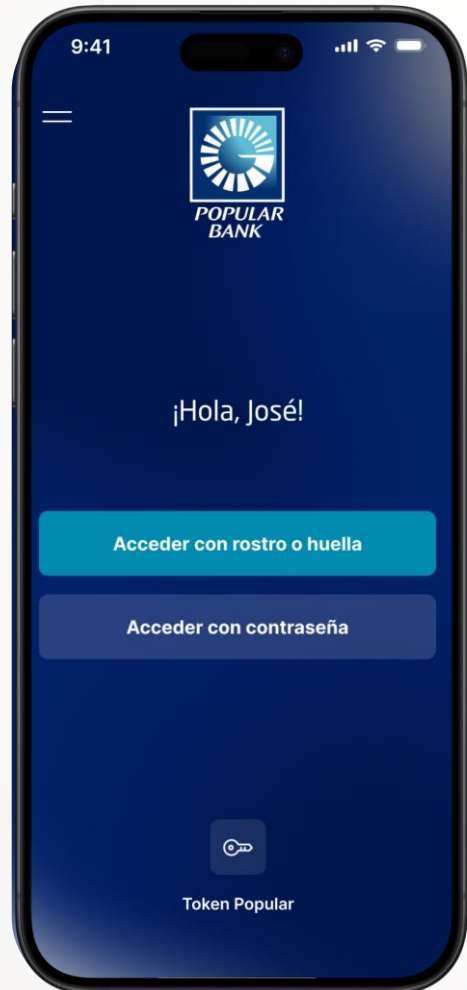 9:41
POPULAR
BANK
¡Hola, José!
Acceder con rostro o huella
Acceder con contraseña
Token Popular